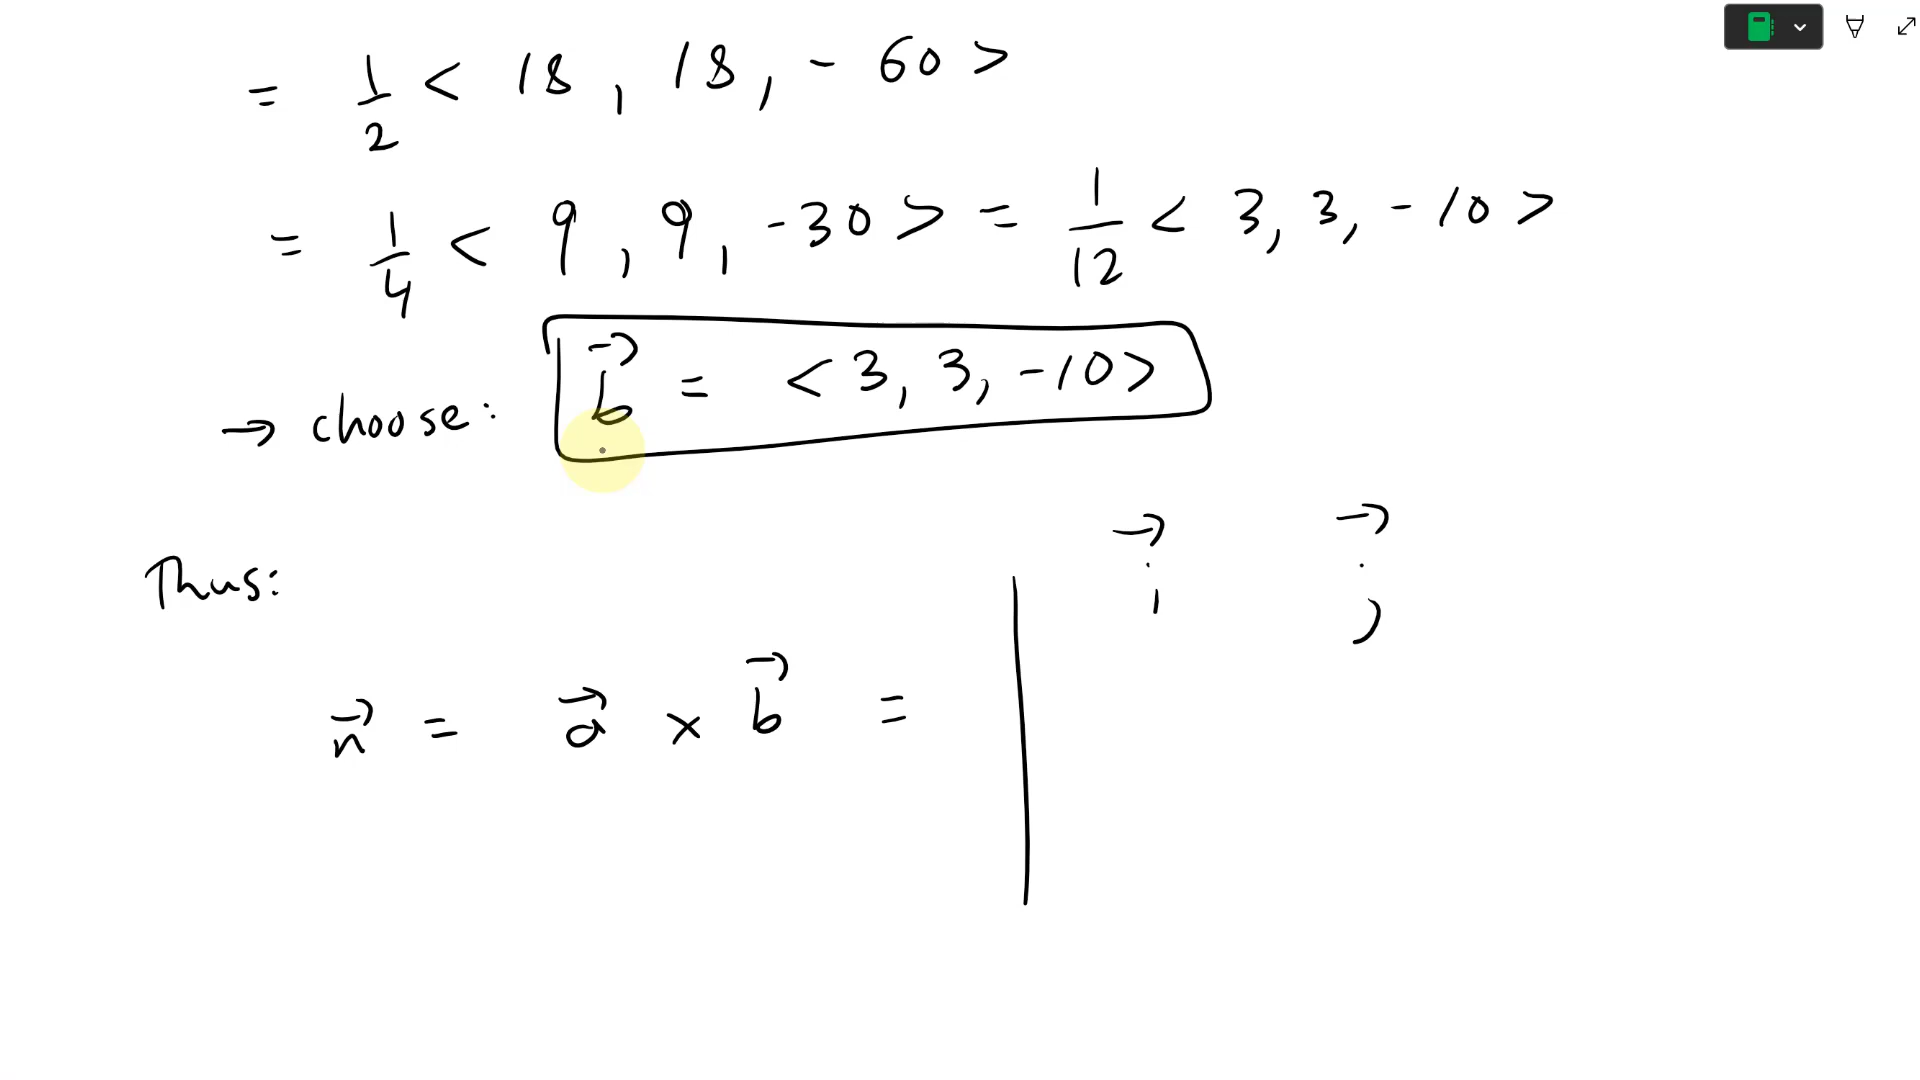 = 1/2 < 18, 18, -60 >
= 1/4 < 9, 9, -30 > = 1/12 < 3, 3, -10 >
→ choose: b⃗ = < 3, 3, -10 >
Thus:
i⃗ j⃗
n⃗ = a⃗ × b⃗ = |